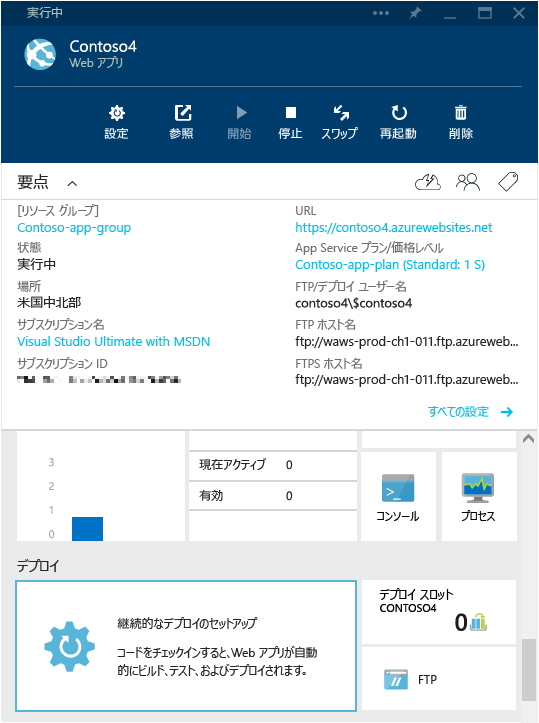 実行中
Contoso4
Web アプリ
設定 参照 開始 停止 スワップ 再起動 削除
要点
[リソース グループ]
Contoso-app-group
状態
実行中
場所
米国中北部
サブスクリプション名
Visual Studio Ultimate with MSDN
サブスクリプション ID
URL
https://contoso4.azurewebsites.net
App Service プラン/価格レベル
Contoso-app-plan (Standard: 1 S)
FTP/デプロイ ユーザー名
contoso4\$contoso4
FTP ホスト名
ftp://waws-prod-ch1-011.ftp.azureweb...
FTPS ホスト名
ftp://waws-prod-ch1-011.ftp.azureweb...
すべての設定
3
2
1
0
現在アクティブ 0
有効 0
コンソール
プロセス
デプロイ
継続的なデプロイのセットアップ
コードをチェックインすると、Web アプリが自動
的にビルド、テスト、およびデプロイされます。
デプロイ スロット
CONTOSO4
0
FTP